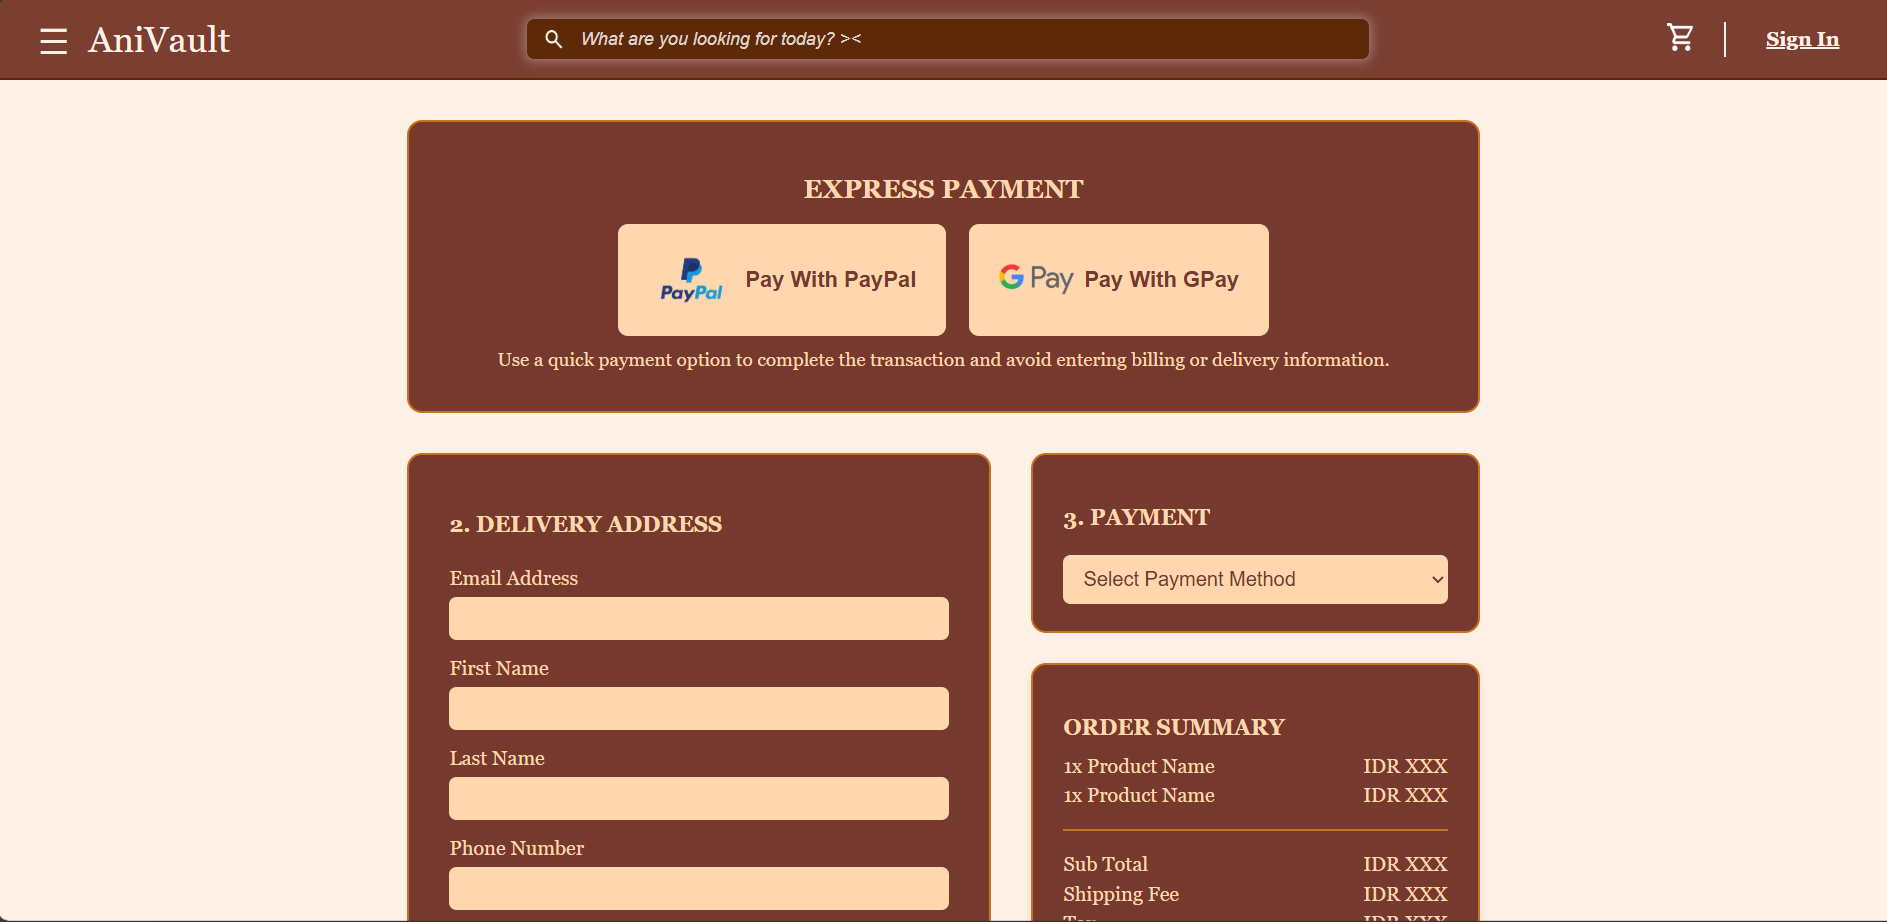 AniVault
What are you looking for today? ><
Sign In
EXPRESS PAYMENT
PayPal Pay With PayPal
G Pay Pay With GPay
Use a quick payment option to complete the transaction and avoid entering billing or delivery information.
2. DELIVERY ADDRESS
Email Address
First Name
Last Name
Phone Number
3. PAYMENT
Select Payment Method
ORDER SUMMARY
1x Product Name IDR XXX
1x Product Name IDR XXX
Sub Total IDR XXX
Shipping Fee IDR XXX